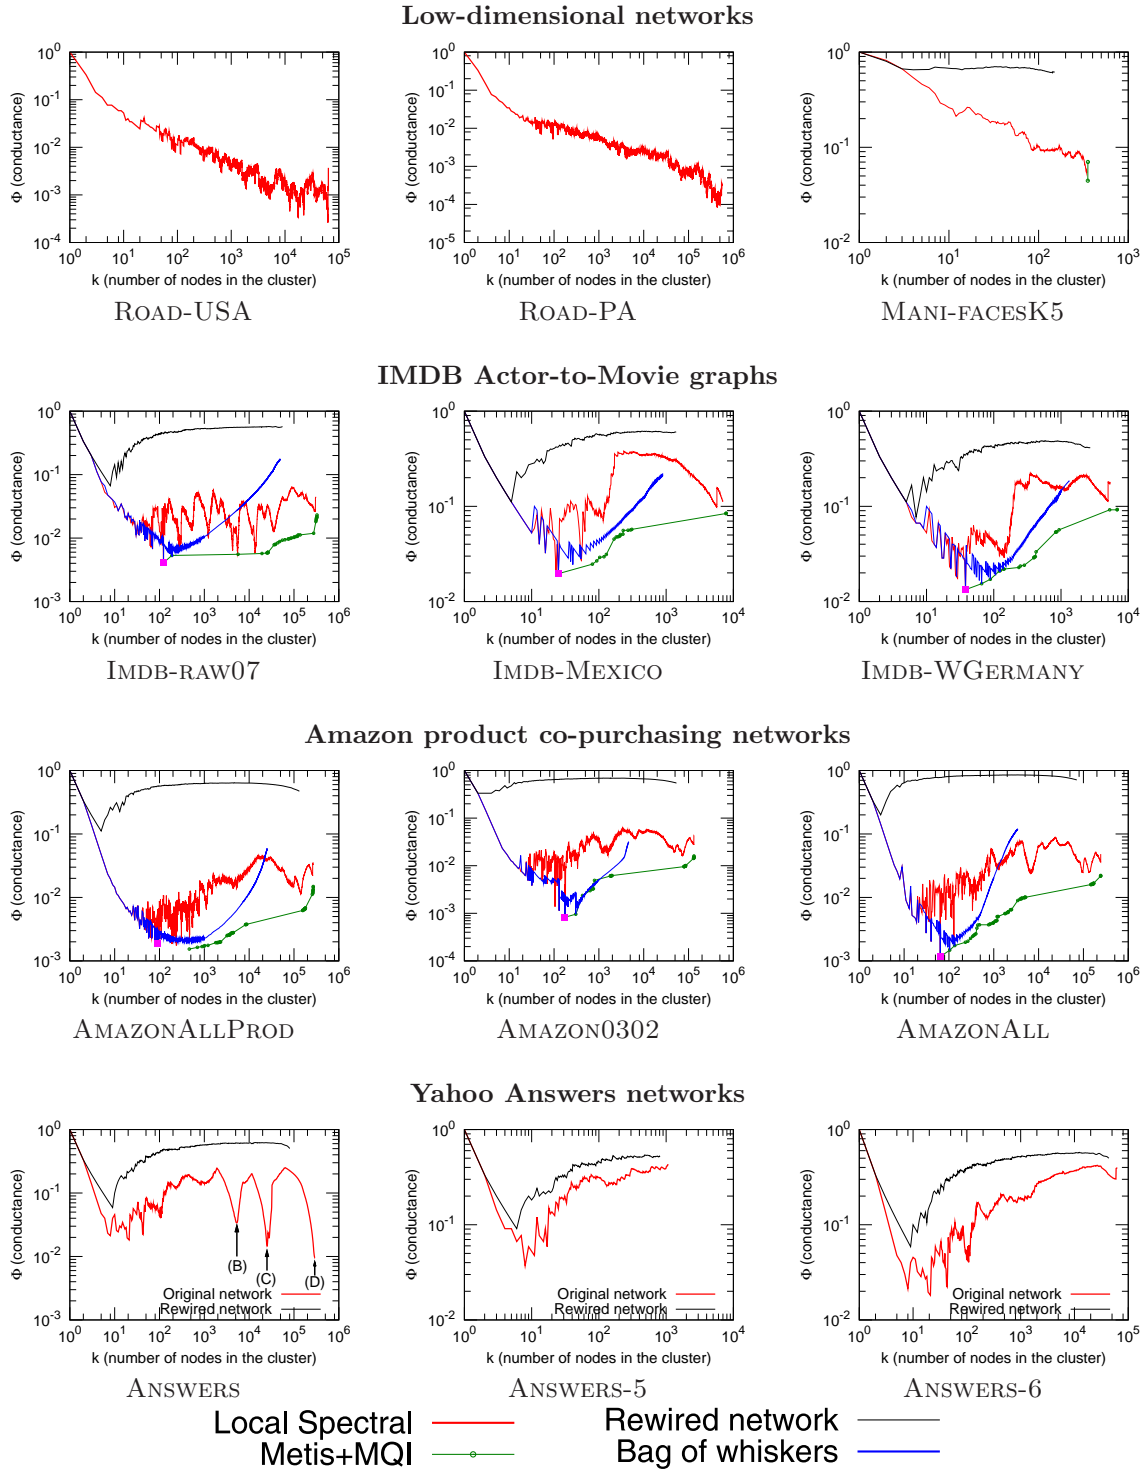 Low-dimensional networks
10^0
10^-1
10^-2
10^-3
10^-4
Φ (conductance)
10^0 10^1 10^2 10^3 10^4 10^5
k (number of nodes in the cluster)
ROAD-USA
10^0
10^-1
10^-2
10^-3
10^-4
10^-5
Φ (conductance)
10^0 10^1 10^2 10^3 10^4 10^5 10^6
k (number of nodes in the cluster)
ROAD-PA
10^0
10^-1
10^-2
Φ (conductance)
10^0 10^1 10^2 10^3
k (number of nodes in the cluster)
MANI-FACESK5
IMDB Actor-to-Movie graphs
10^0
10^-1
10^-2
10^-3
Φ (conductance)
10^0 10^1 10^2 10^3 10^4 10^5 10^6
k (number of nodes in the cluster)
IMDB-RAW07
10^0
10^-1
10^-2
Φ (conductance)
10^0 10^1 10^2 10^3 10^4
k (number of nodes in the cluster)
IMDB-MEXICO
10^0
10^-1
10^-2
Φ (conductance)
10^0 10^1 10^2 10^3 10^4
k (number of nodes in the cluster)
IMDB-WGERMANY
Amazon product co-purchasing networks
10^0
10^-1
10^-2
10^-3
Φ (conductance)
10^0 10^1 10^2 10^3 10^4 10^5 10^6
k (number of nodes in the cluster)
AMAZONALLPROD
10^0
10^-1
10^-2
10^-3
10^-4
Φ (conductance)
10^0 10^1 10^2 10^3 10^4 10^5 10^6
k (number of nodes in the cluster)
AMAZON0302
10^0
10^-1
10^-2
10^-3
Φ (conductance)
10^0 10^1 10^2 10^3 10^4 10^5 10^6
k (number of nodes in the cluster)
AMAZONALL
Yahoo Answers networks
10^0
10^-1
10^-2
10^-3
Φ (conductance)
(B)
(C)
(D)
Original network
Rewired network
10^0 10^1 10^2 10^3 10^4 10^5 10^6
k (number of nodes in the cluster)
ANSWERS
10^0
10^-1
10^-2
Φ (conductance)
Original network
Rewired network
10^0 10^1 10^2 10^3 10^4
k (number of nodes in the cluster)
ANSWERS-5
10^0
10^-1
10^-2
Φ (conductance)
Original network
Rewired network
10^0 10^1 10^2 10^3 10^4 10^5
k (number of nodes in the cluster)
ANSWERS-6
Local Spectral
Metis+MQI
Rewired network
Bag of whiskers